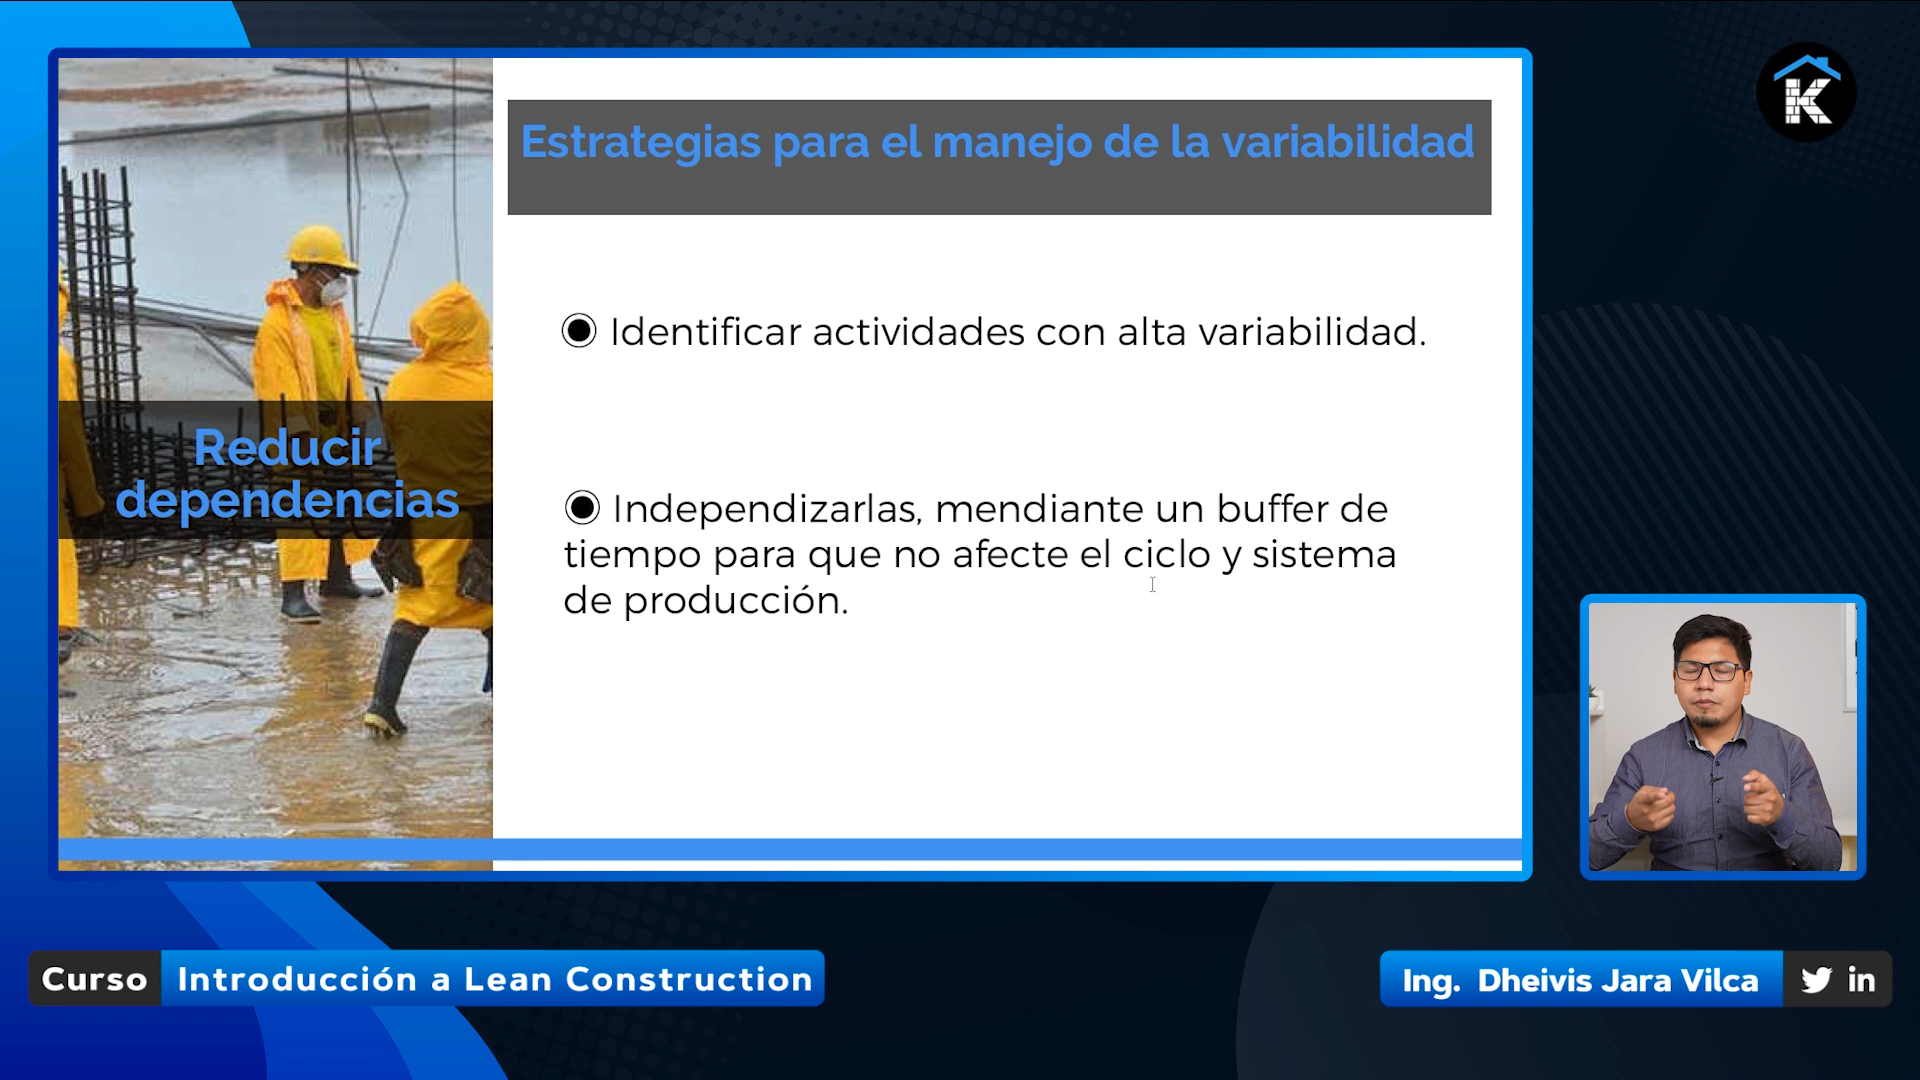 Estrategias para el manejo de la variabilidad
Identificar actividades con alta variabilidad.
Reducir
dependencias
Independizarlas, mendiante un buffer de
tiempo para que no afecte el ciclo y sistema
de producción.
K
Curso Introducción a Lean Construction
Ing. Dheivis Jara Vilca in